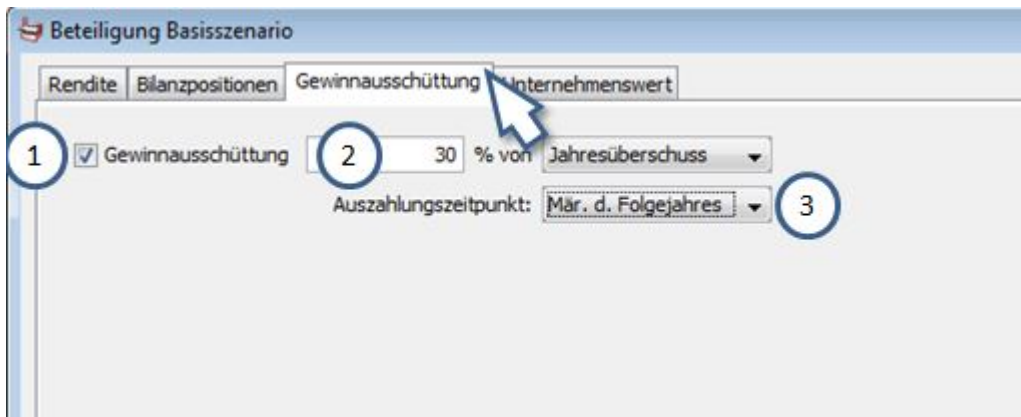 Beteiligung Basisszenario
Rendite Bilanzpositionen Gewinnausschüttung Unternehmenswert
1 Gewinnausschüttung 2 30 % von Jahresüberschuss
Auszahlungszeitpunkt: Mär. d. Folgejahres 3